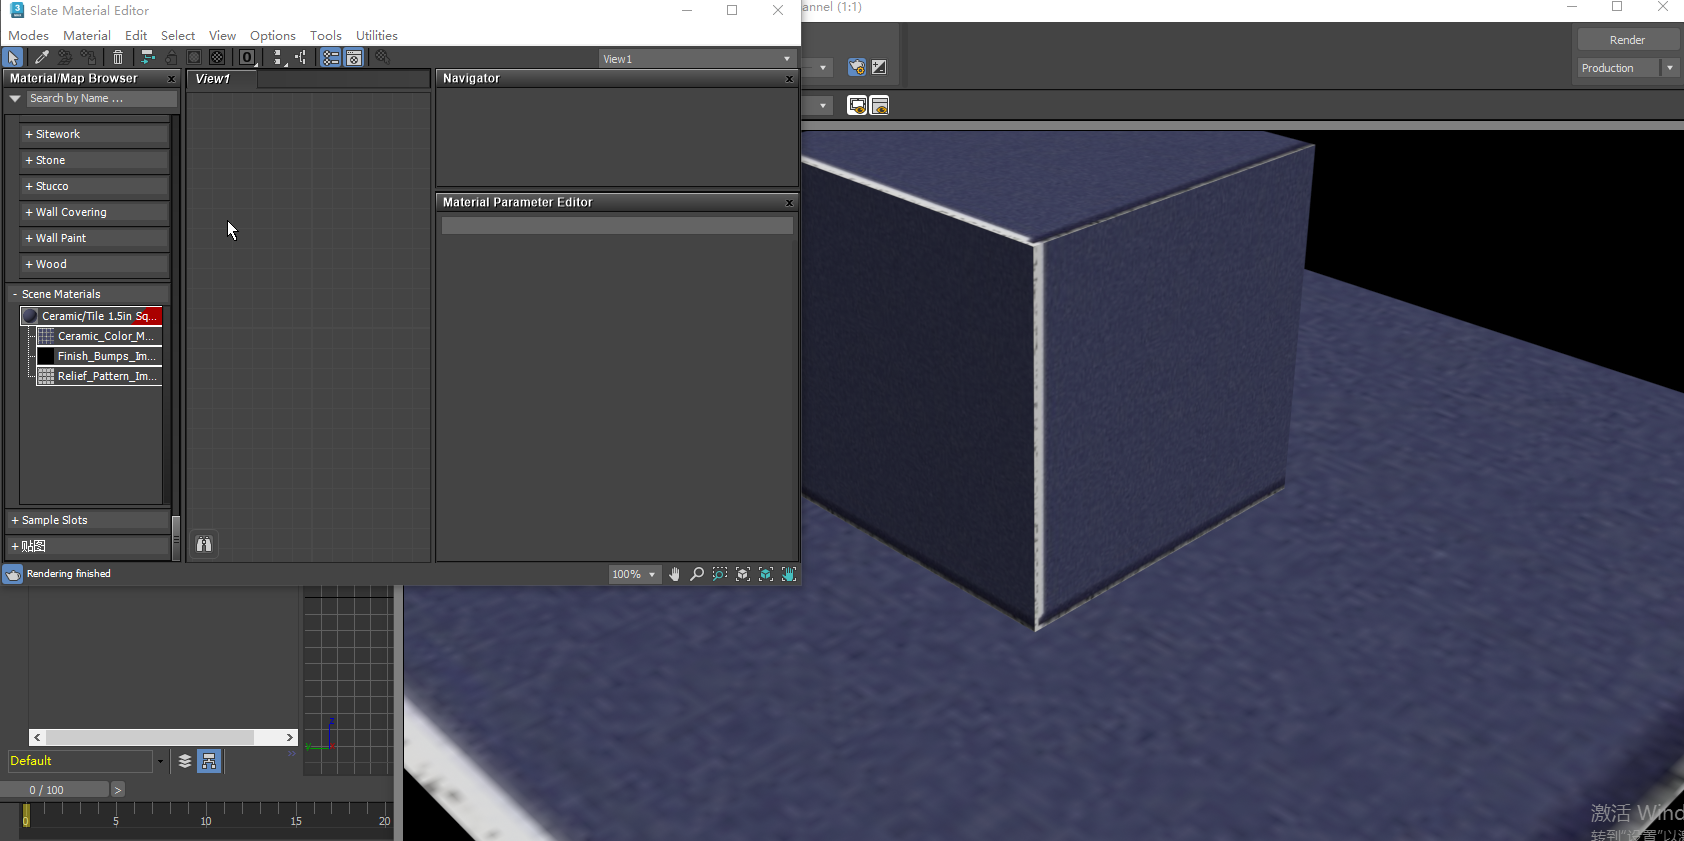 Slate Material Editor
annel (1:1)
Modes Material Edit Select View Options Tools Utilities
Render
View1
Production
Material/Map Browser
View1
Navigator
Search by Name ...
+ Sitework
+ Stone
+ Stucco
Material Parameter Editor
+ Wall Covering
+ Wall Paint
+ Wood
- Scene Materials
Ceramic/Tile 1.5in Sq...
Ceramic_Color_M...
Finish_Bumps_Im...
Relief_Pattern_Im...
+ Sample Slots
+ 贴图
Rendering finished
100%
Default
0 / 100
0 5 10 15 20
激活 Wind
转到"设置"以激